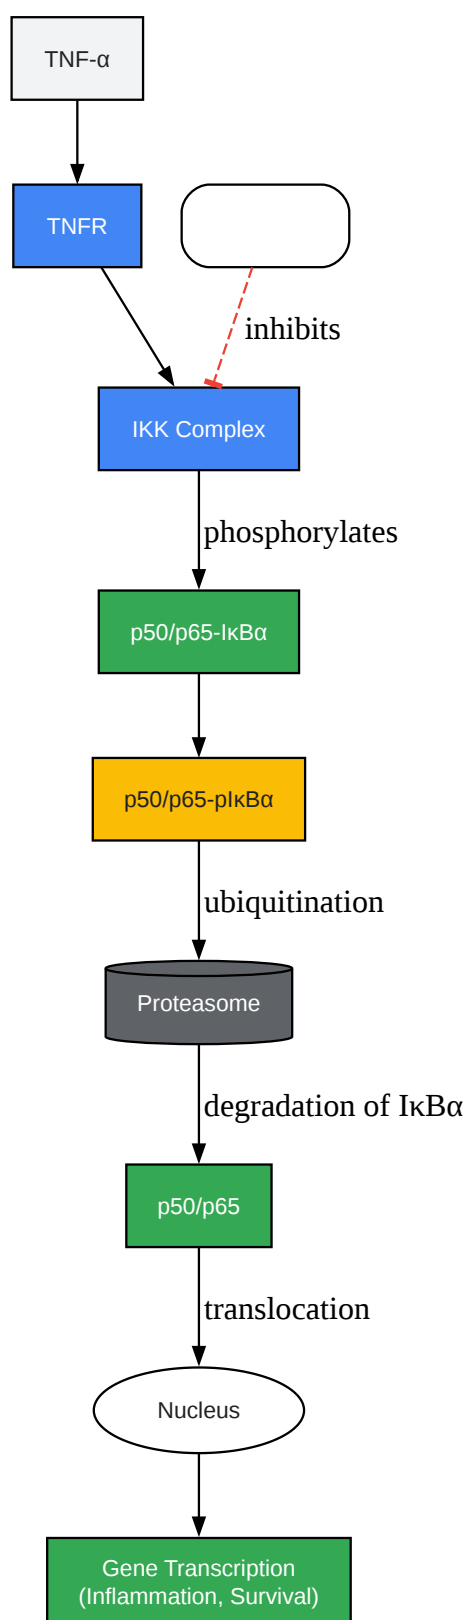 TNF-α
TNFR
inhibits
IKK Complex
phosphorylates
p50/p65-IκBα
p50/p65-pIκBα
ubiquitination
Proteasome
degradation of IκBα
p50/p65
translocation
Nucleus
Gene Transcription
(Inflammation, Survival)